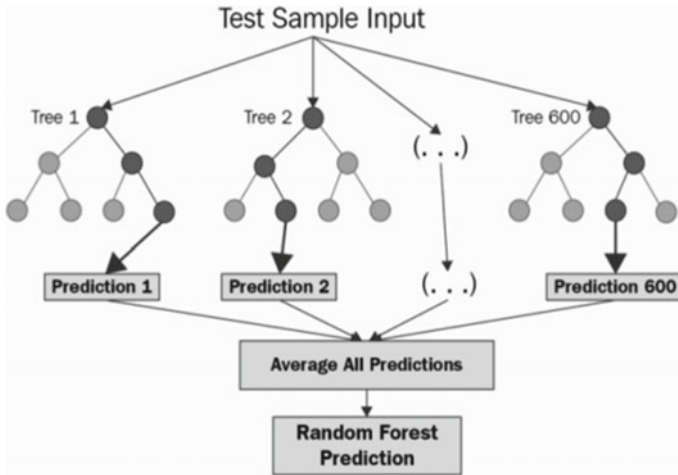 Test Sample Input
Tree 1
Tree 2
(. . .)
Tree 600
Prediction 1
Prediction 2
(. . .)
Prediction 600
Average All Predictions
Random Forest
Prediction